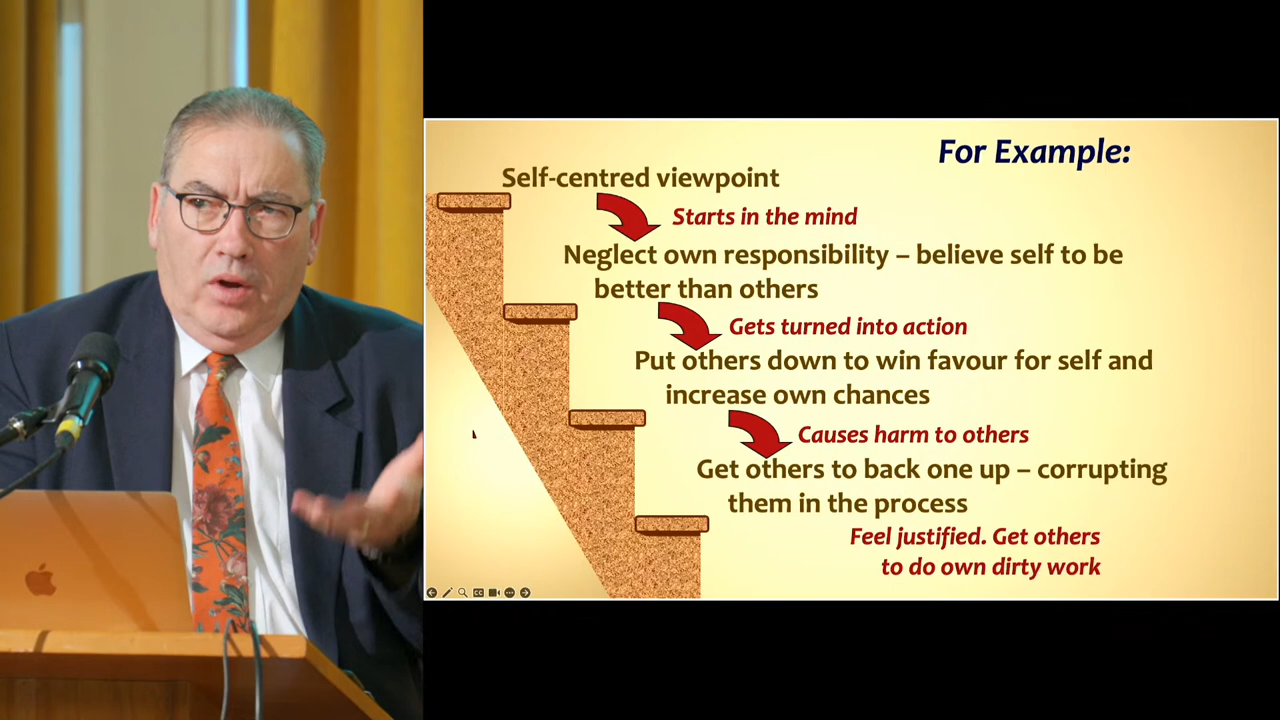 For Example:
Self-centred viewpoint
Starts in the mind
Neglect own responsibility – believe self to be
better than others
Gets turned into action
Put others down to win favour for self and
increase own chances
Causes harm to others
Get others to back one up – corrupting
them in the process
Feel justified. Get others
to do own dirty work